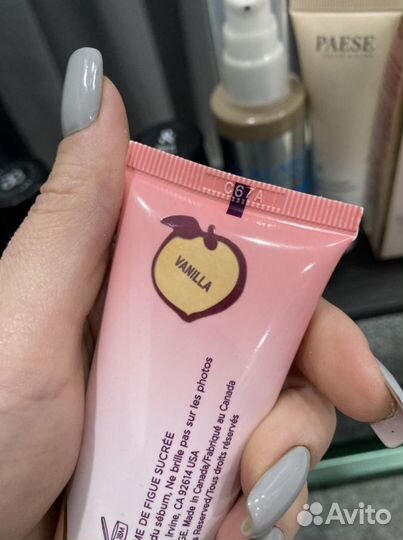 PAESE
C67A
VANILLA
ME DE FIGUE SUCRÉE
du sébum, Ne brille pas sur les photos
Irvine, CA 92614 USA
GE. Made in Canada/Fabriqué au Canada
Reserved/Tous droits réservés
Avito